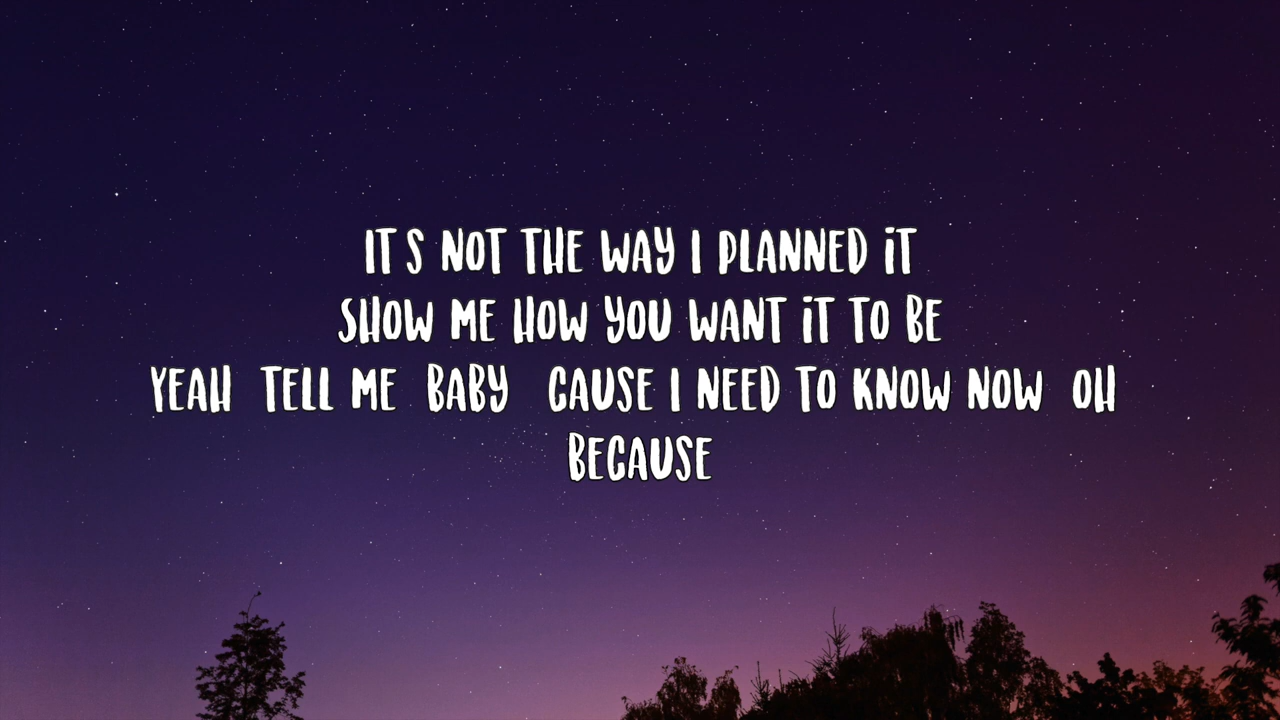 IT S NOT THE WAY I PLANNED iT
SHOW ME HOW YOU WANT iT TO BE
YEAH TELL ME BABY CAUSE I NEED TO KNOW NOW OH
BECAUSE